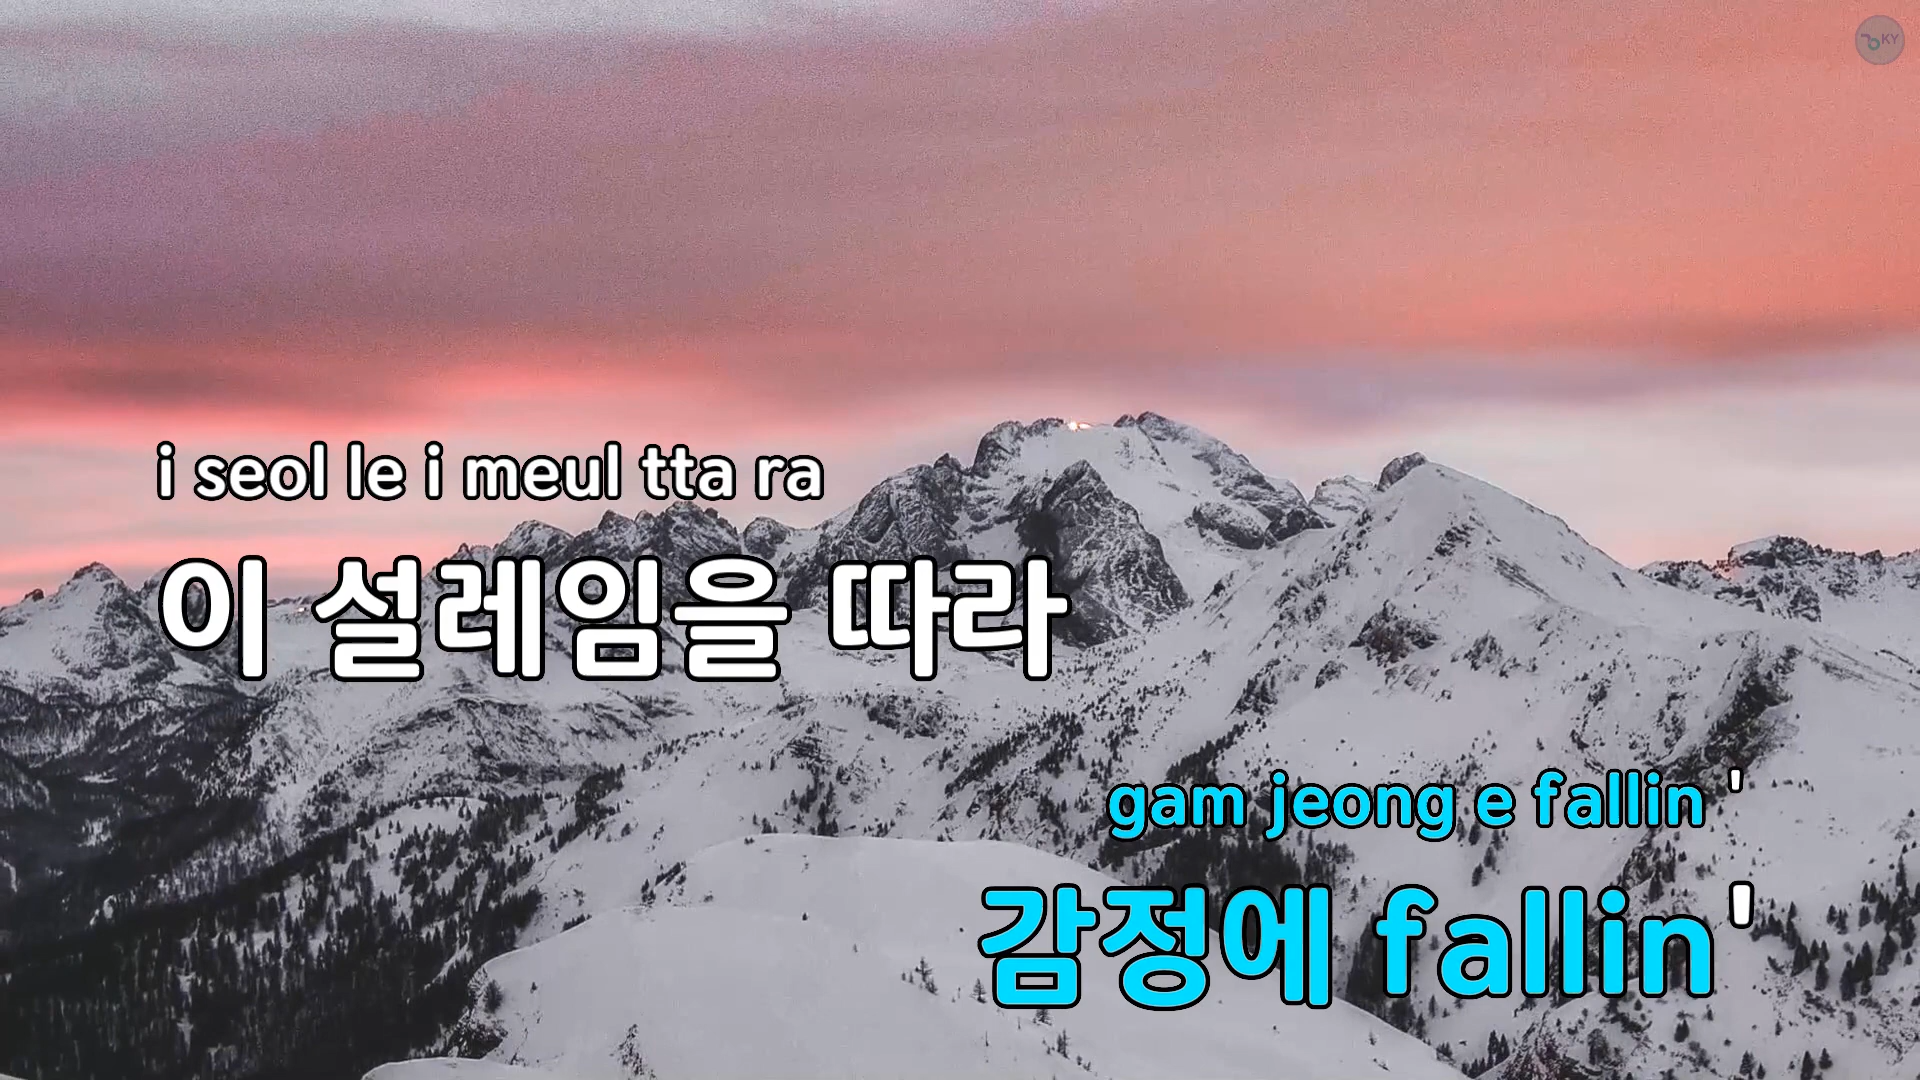 KY
i seol le i meul tta ra
이 설레임을 따라
gam jeong e fallin '
감정에 fallin'